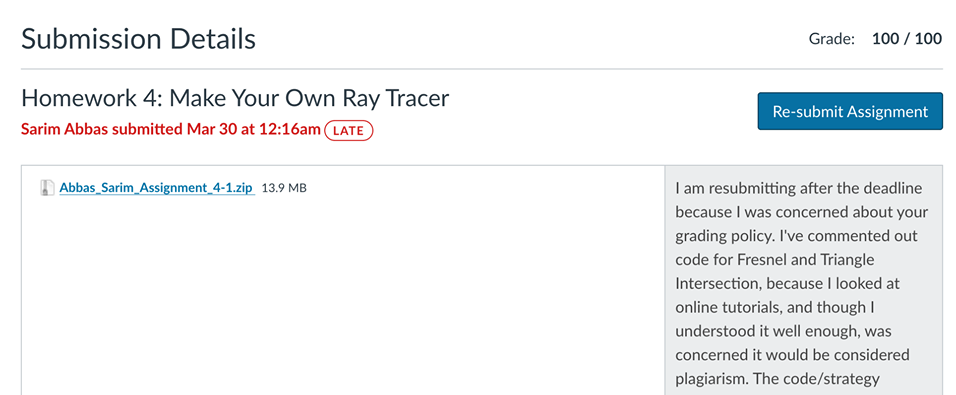 Submission Details
Grade: 100 / 100
Homework 4: Make Your Own Ray Tracer
Sarim Abbas submitted Mar 30 at 12:16am LATE
Re-submit Assignment
Abbas_Sarim_Assignment_4-1.zip 13.9 MB
I am resubmitting after the deadline
because I was concerned about your
grading policy. I've commented out
code for Fresnel and Triangle
Intersection, because I looked at
online tutorials, and though I
understood it well enough, was
concerned it would be considered
plagiarism. The code/strategy